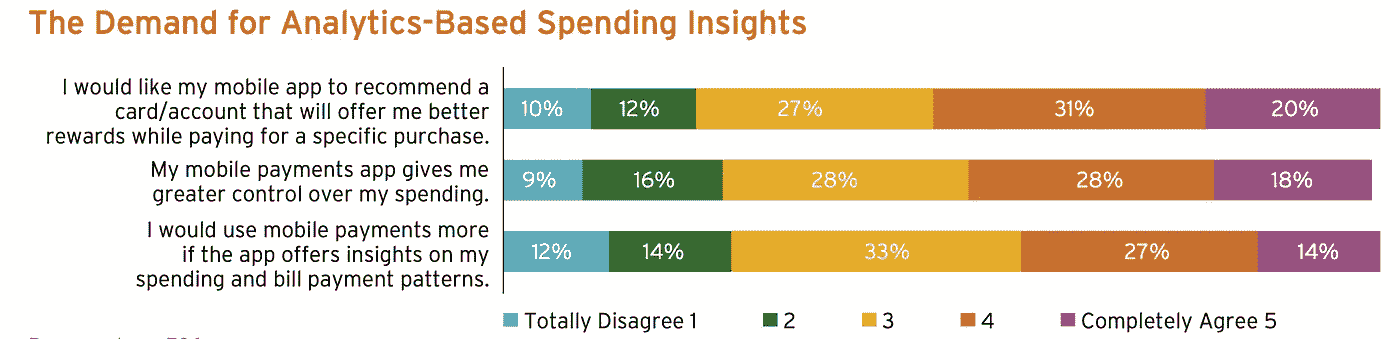 The Demand for Analytics-Based Spending Insights
I would like my mobile app to recommend a
card/account that will offer me better
rewards while paying for a specific purchase.
10% 12% 27% 31% 20%
My mobile payments app gives me
greater control over my spending.
9% 16% 28% 28% 18%
I would use mobile payments more
if the app offers insights on my
spending and bill payment patterns.
12% 14% 33% 27% 14%
Totally Disagree 1 2 3 4 Completely Agree 5